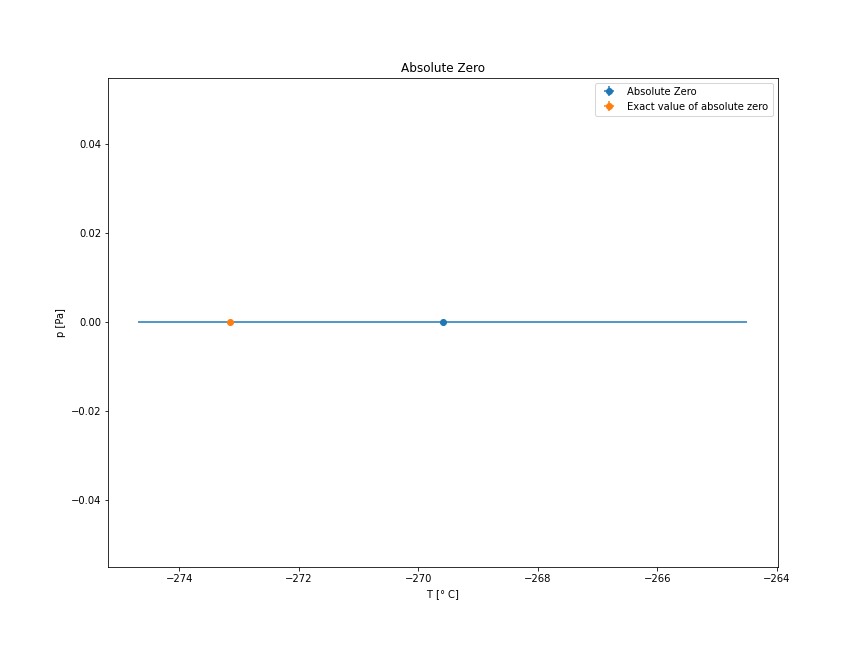 Absolute Zero
Absolute Zero
Exact value of absolute zero
0.04
0.02
0.00
−0.02
−0.04
p [Pa]
−274
−272
−270
−268
−266
−264
T [° C]